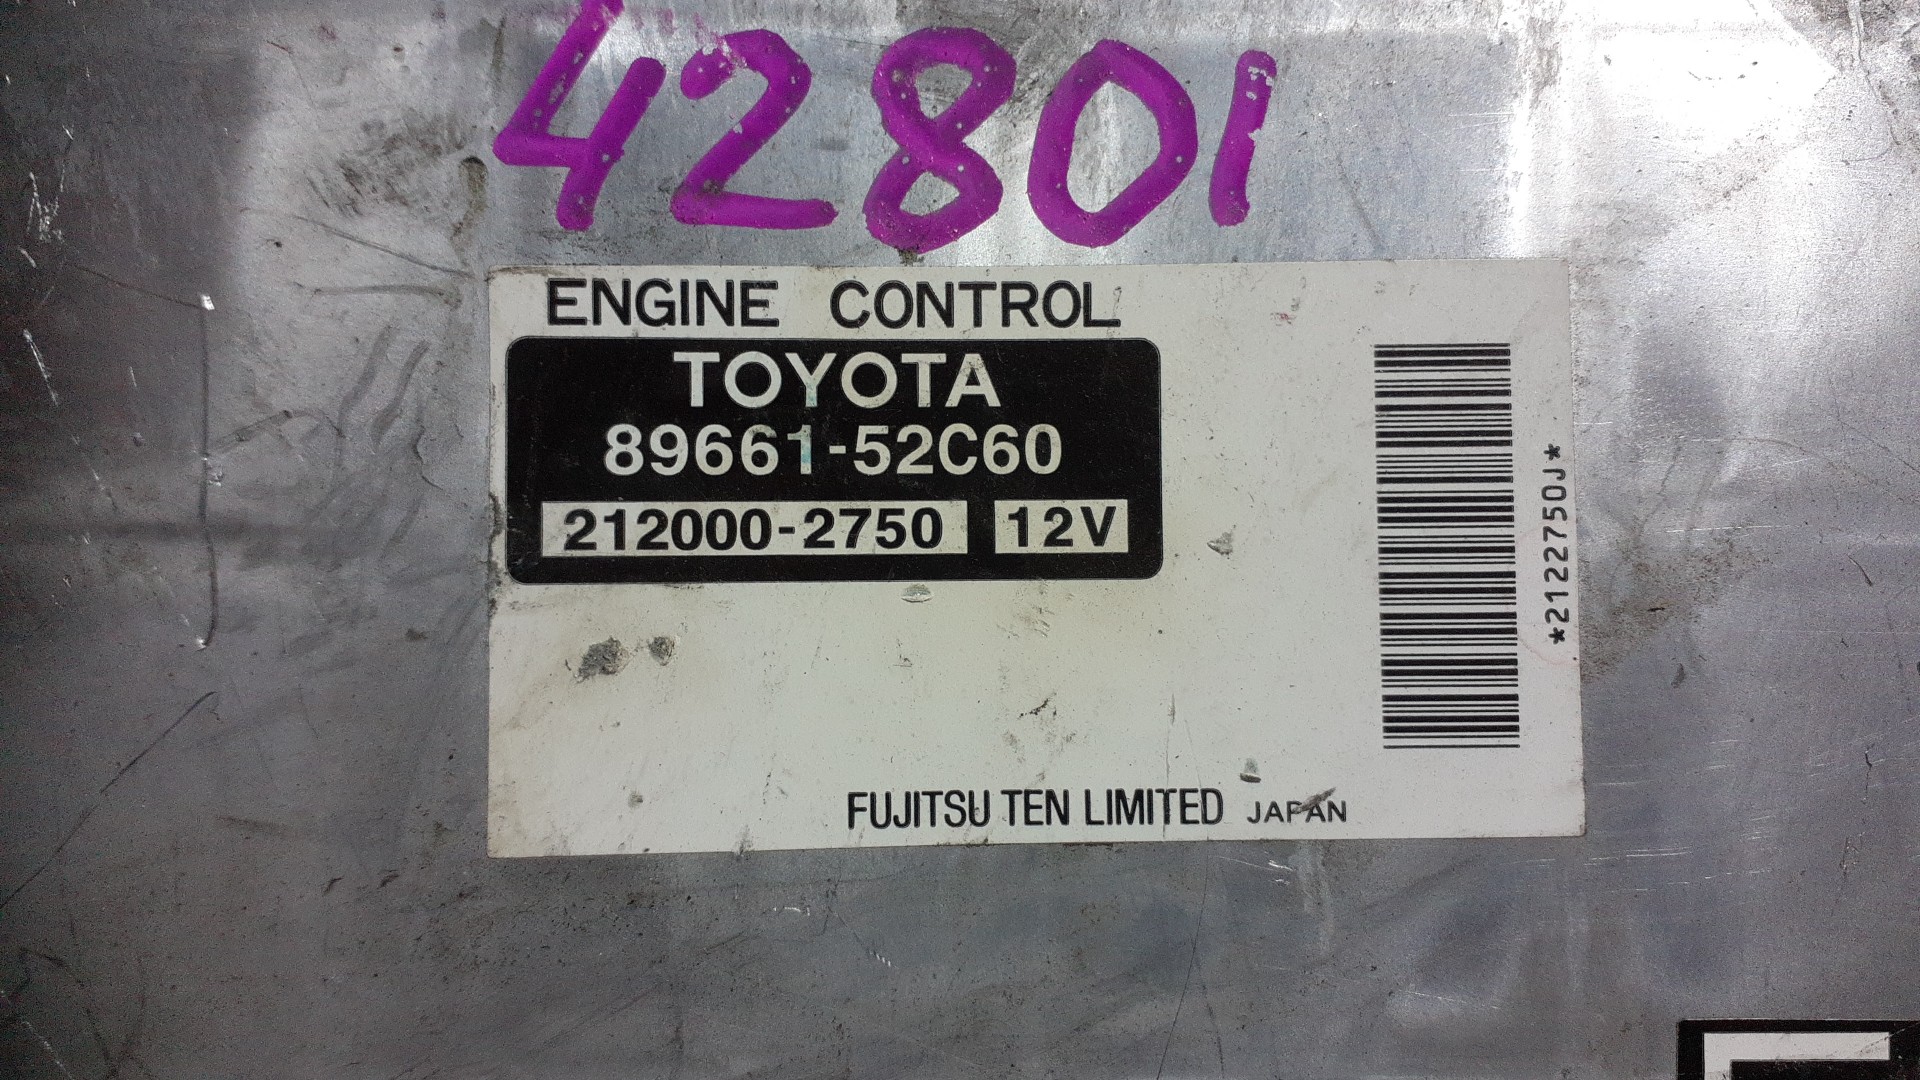 42801
ENGINE CONTROL
TOYOTA
89661-52C60
212000-2750 12V
*2122750J*
FUJITSU TEN LIMITED JAPAN